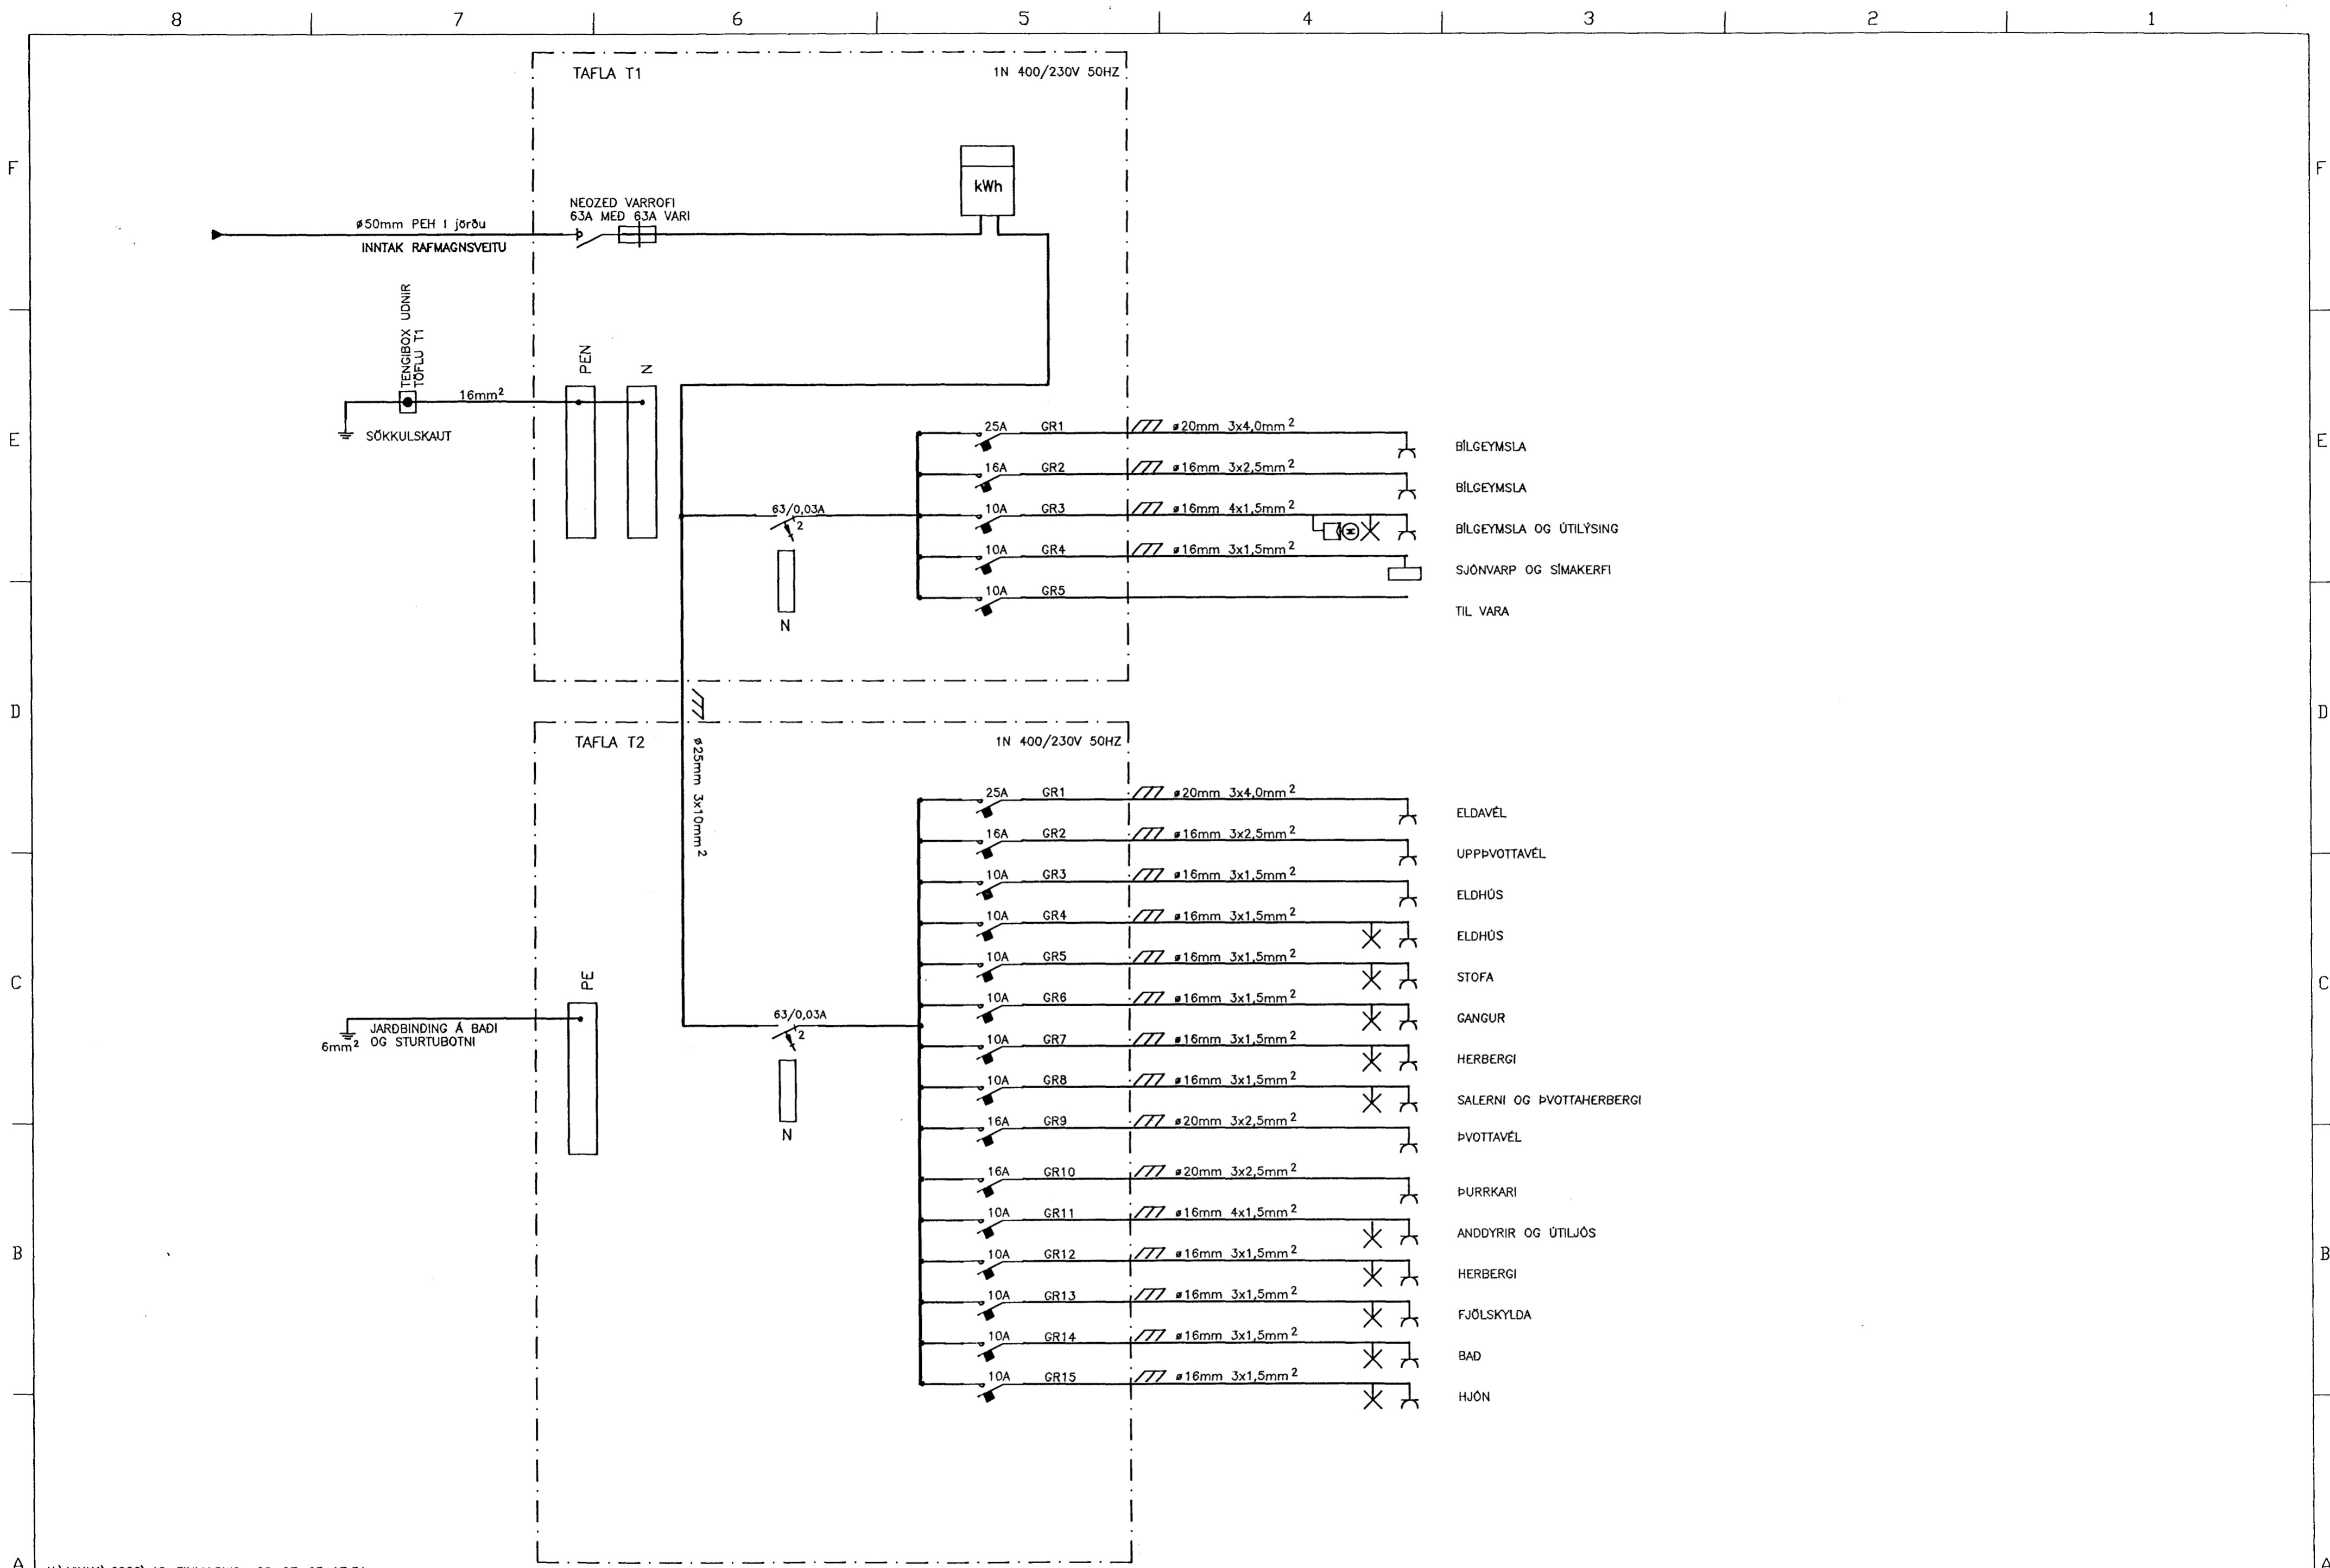 8 7 6 5 4 3 2 1
TAFLA T1
1N 400/230V 50HZ
F
F
kWh
NEOZED VARROFI
63A MEÐ 63A VARI
ø50mm PEH í jörðu
INNTAK RAFMAGNSVEITU
TENGIBOX UDNIR
TÖFLU T1
PEN
N
16mm²
SÖKKULSKAUT
E
E
25A GR1 ø20mm 3x4,0mm²
BÍLGEYMSLA
16A GR2 ø16mm 3x2,5mm²
BÍLGEYMSLA
63/0,03A
2
10A GR3 ø16mm 4x1,5mm²
BÍLGEYMSLA OG ÚTILÝSING
10A GR4 ø16mm 3x1,5mm²
SJÓNVARP OG SÍMAKERFI
10A GR5
TIL VARA
N
D
D
TAFLA T2
1N 400/230V 50HZ
ø25mm 3x10mm²
25A GR1 ø20mm 3x4,0mm²
ELDAVÉL
16A GR2 ø16mm 3x2,5mm²
UPPÞVOTTAVÉL
10A GR3 ø16mm 3x1,5mm²
ELDHÚS
10A GR4 ø16mm 3x1,5mm²
ELDHÚS
10A GR5 ø16mm 3x1,5mm²
STOFA
C
C
PE
10A GR6 ø16mm 3x1,5mm²
GANGUR
63/0,03A
2
JARÐBINDING Á BAÐI
OG STURTUBOTNI
6mm²
10A GR7 ø16mm 3x1,5mm²
HERBERGI
10A GR8 ø16mm 3x1,5mm²
SALERNI OG ÞVOTTAHERBERGI
16A GR9 ø20mm 3x2,5mm²
ÞVOTTAVÉL
N
16A GR10 ø20mm 3x2,5mm²
ÞURRKARI
10A GR11 ø16mm 4x1,5mm²
ANDDYRIR OG ÚTILJÓS
B
B
10A GR12 ø16mm 3x1,5mm²
HERBERGI
10A GR13 ø16mm 3x1,5mm²
FJÖLSKYLDA
10A GR14 ø16mm 3x1,5mm²
BAÐ
10A GR15 ø16mm 3x1,5mm²
HJÓN
A
A